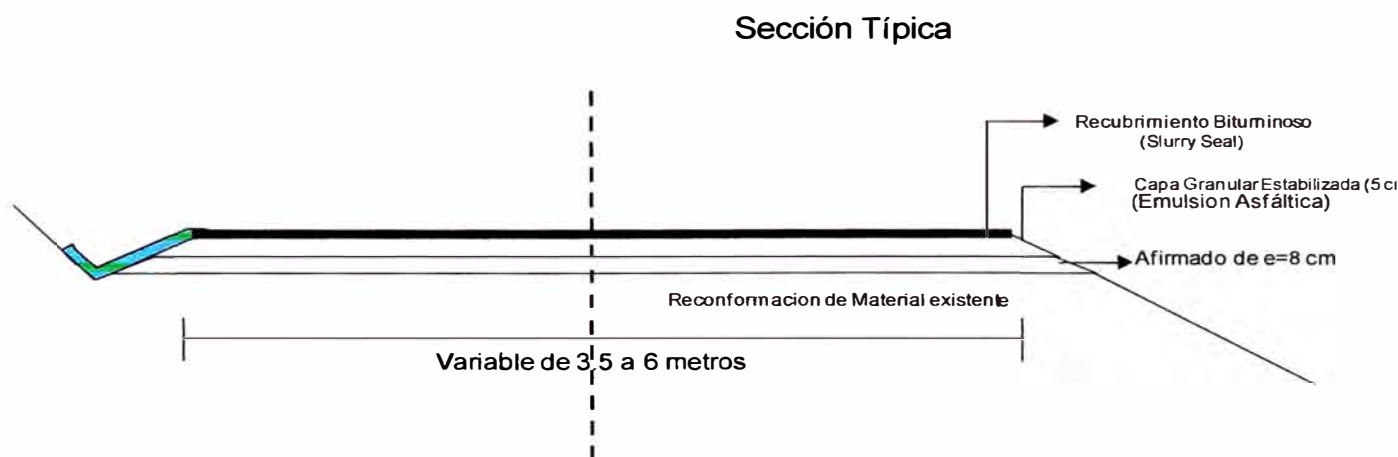 Sección Típica
Recubrimiento Bituminoso
(Slurry Seal)
Capa Granular Estabilizada (5 c
(Emulsion Asfáltica)
Afirmado de e=8 cm
Reconformacion de Material existente
Variable de 3,5 a 6 metros